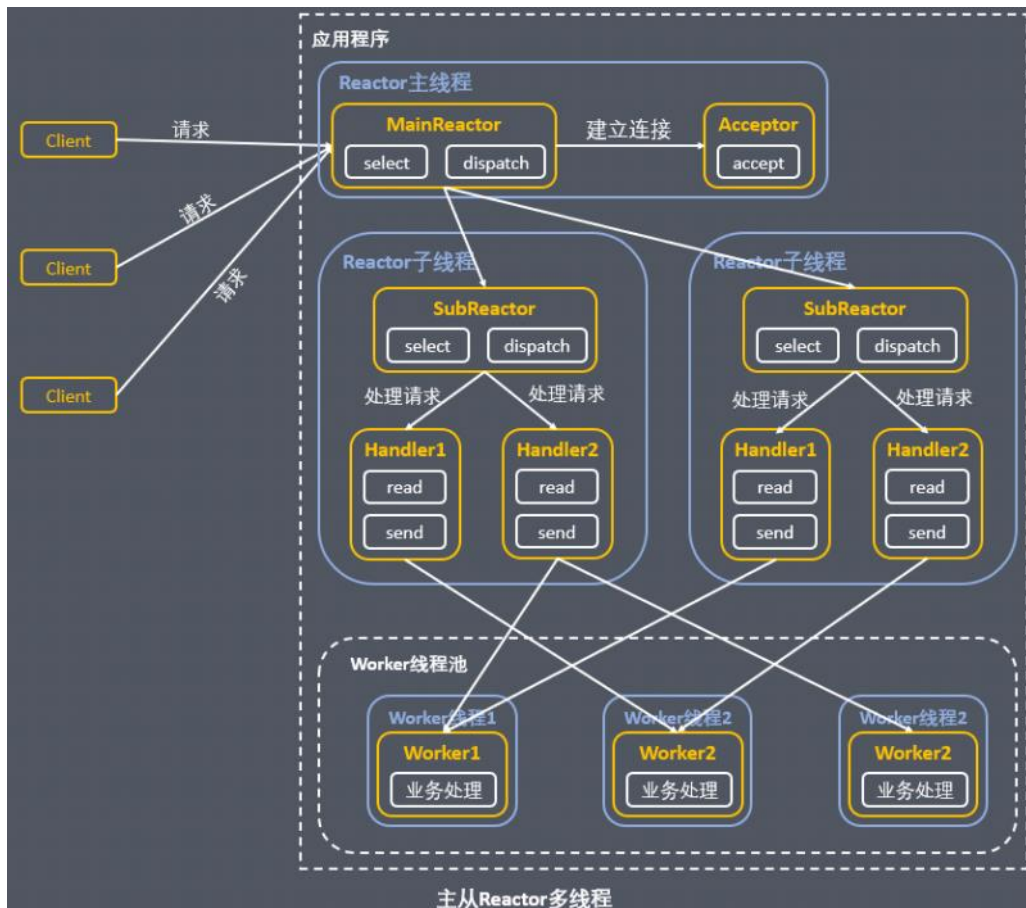 应用程序
Reactor主线程
MainReactor
select
dispatch
建立连接
Acceptor
accept
Client
请求
Client
请求
Client
请求
Reactor子线程
SubReactor
select
dispatch
处理请求
处理请求
Handler1
read
send
Handler2
read
send
Reactor子线程
SubReactor
select
dispatch
处理请求
处理请求
Handler1
read
send
Handler2
read
send
Worker线程池
Worker线程1
Worker1
业务处理
Worker线程2
Worker2
业务处理
Worker线程2
Worker2
业务处理
主从Reactor多线程